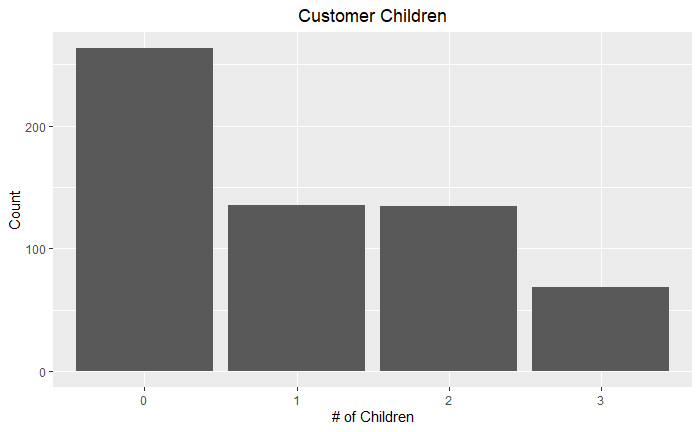 Customer Children
Count
200
100
0
0 1 2 3
# of Children